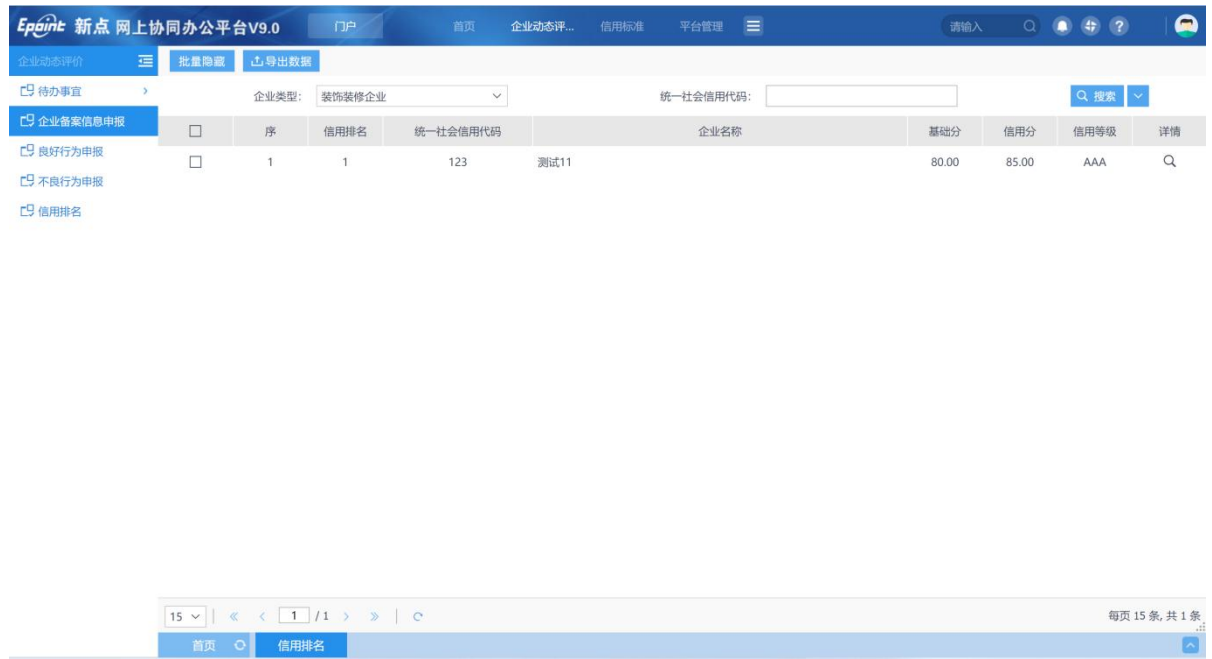 Epoint 新点 网上协同办公平台V9.0 门户 首页 企业动态评... 信用标准 平台管理 请输入
企业动态评价 批量隐藏 导出数据
待办事宜
企业类型: 装饰装修企业 统一社会信用代码: 搜索
企业备案信息申报
序 信用排名 统一社会信用代码 企业名称 基础分 信用分 信用等级 详情
良好行为申报
1 1 123 测试11 80.00 85.00 AAA
不良行为申报
信用排名
15 1 / 1 每页 15 条, 共 1 条
首页 信用排名